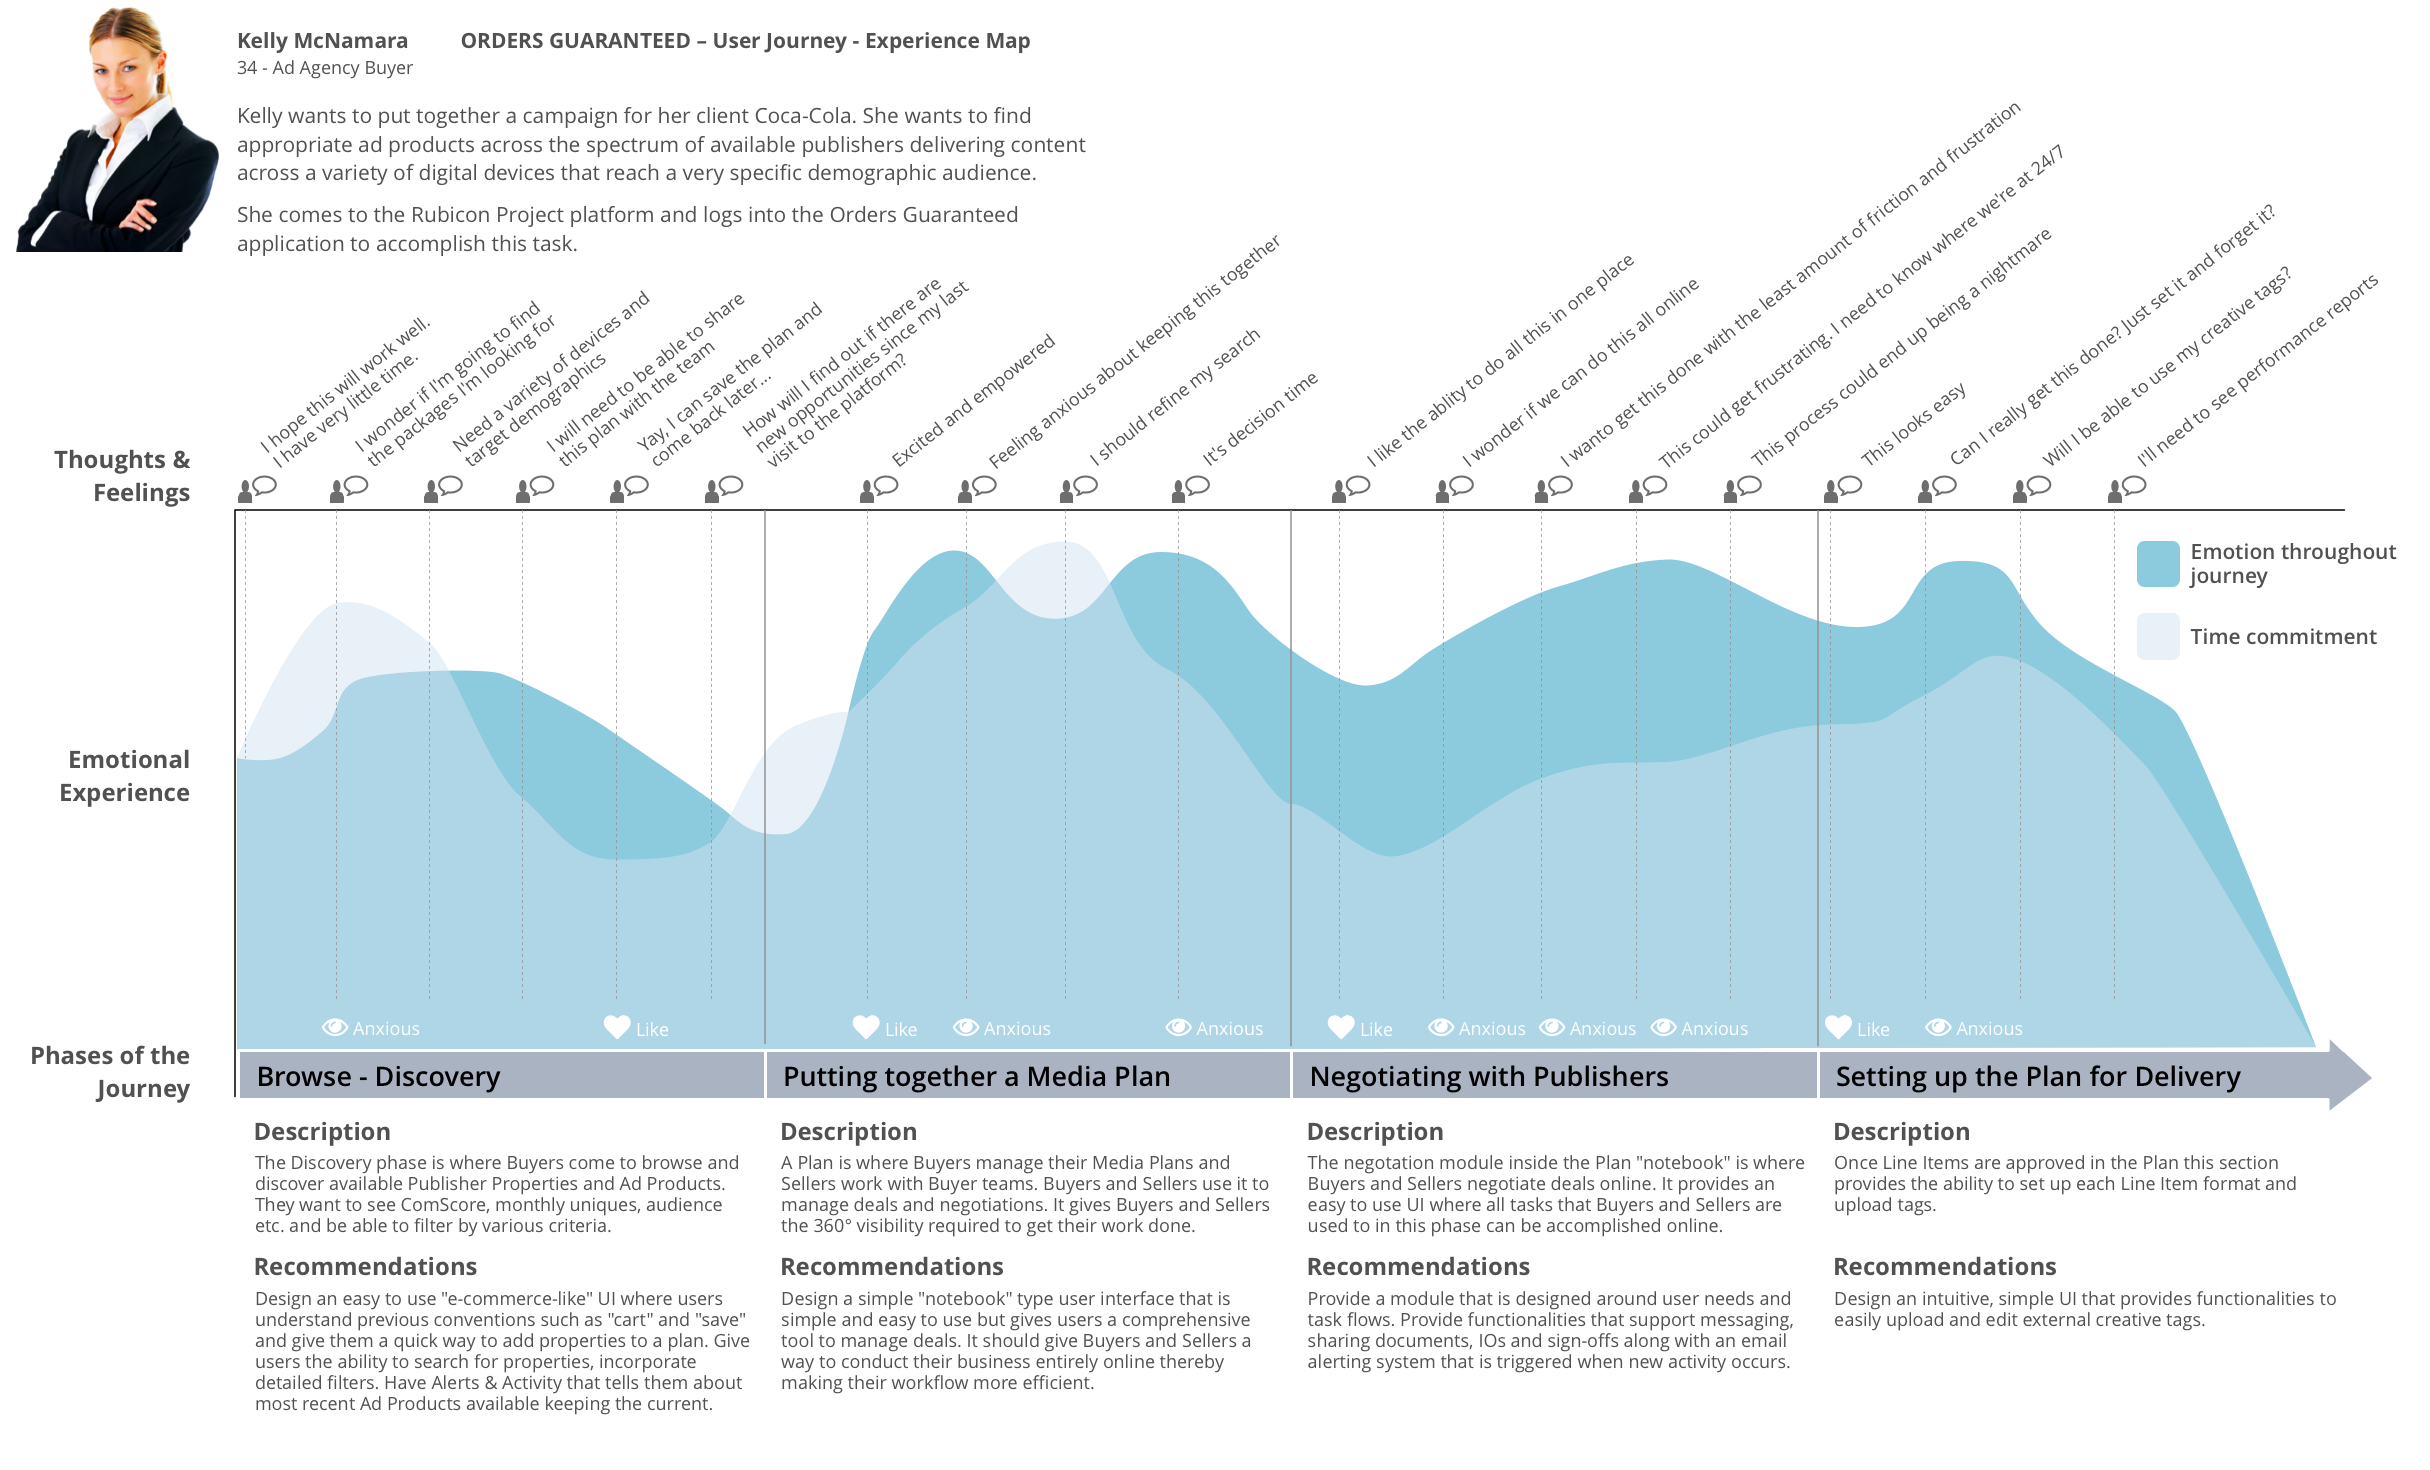 Kelly McNamara
ORDERS GUARANTEED – User Journey - Experience Map
34 - Ad Agency Buyer
Kelly wants to put together a campaign for her client Coca-Cola. She wants to find
appropriate ad products across the spectrum of available publishers delivering content
across a variety of digital devices that reach a very specific demographic audience.
She comes to the Rubicon Project platform and logs into the Orders Guaranteed
application to accomplish this task.
Thoughts &
Feelings
I hope this will work well.
I have very little time.
I wonder if I'm going to find
the packages I'm looking for
Need a variety of devices and
target demographics
I will need to be able to share
this plan with the team
Yay, I can save the plan and
come back later...
How will I find out if there are
new opportunities since my last
visit to the platform?
Excited and empowered
Feeling anxious about keeping this together
I should refine my search
It's decision time
I like the ablity to do all this in one place
I wonder if we can do this all online
I wanto get this done with the least amount of friction and frustration
This could get frustrating. I need to know where we're at 24/7
This process could end up being a nightmare
This looks easy
Can I really get this done? Just set it and forget it?
Will I be able to use my creative tags?
I'll need to see performance reports
Emotion throughout
journey
Time commitment
Emotional
Experience
Anxious
Like
Like
Anxious
Anxious
Like
Anxious
Anxious
Anxious
Like
Anxious
Phases of the
Journey
Browse - Discovery
Putting together a Media Plan
Negotiating with Publishers
Setting up the Plan for Delivery
Description
The Discovery phase is where Buyers come to browse and
discover available Publisher Properties and Ad Products.
They want to see ComScore, monthly uniques, audience
etc. and be able to filter by various criteria.
Recommendations
Design an easy to use "e-commerce-like" UI where users
understand previous conventions such as "cart" and "save"
and give them a quick way to add properties to a plan. Give
users the ability to search for properties, incorporate
detailed filters. Have Alerts & Activity that tells them about
most recent Ad Products available keeping the current.
Description
A Plan is where Buyers manage their Media Plans and
Sellers work with Buyer teams. Buyers and Sellers use it to
manage deals and negotiations. It gives Buyers and Sellers
the 360° visibility required to get their work done.
Recommendations
Design a simple "notebook" type user interface that is
simple and easy to use but gives users a comprehensive
tool to manage deals. It should give Buyers and Sellers a
way to conduct their business entirely online thereby
making their workflow more efficient.
Description
The negotation module inside the Plan "notebook" is where
Buyers and Sellers negotiate deals online. It provides an
easy to use UI where all tasks that Buyers and Sellers are
used to in this phase can be accomplished online.
Recommendations
Provide a module that is designed around user needs and
task flows. Provide functionalities that support messaging,
sharing documents, IOs and sign-offs along with an email
alerting system that is triggered when new activity occurs.
Description
Once Line Items are approved in the Plan this section
provides the ability to set up each Line Item format and
upload tags.
Recommendations
Design an intuitive, simple UI that provides functionalities to
easily upload and edit external creative tags.